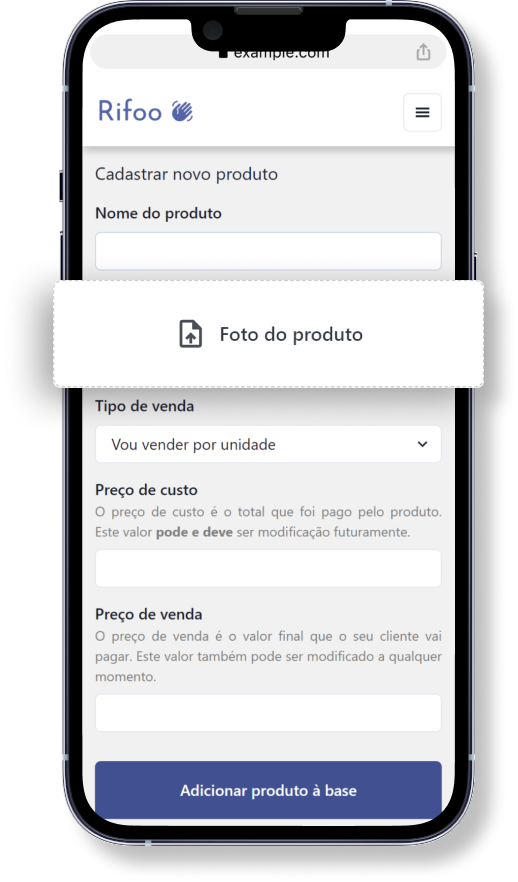 example.com
Rifoo
Cadastrar novo produto
Nome do produto
Foto do produto
Tipo de venda
Vou vender por unidade
Preço de custo
O preço de custo é o total que foi pago pelo produto.
Este valor pode e deve ser modificação futuramente.
Preço de venda
O preço de venda é o valor final que o seu cliente vai
pagar. Este valor também pode ser modificado a qualquer
momento.
Adicionar produto à base